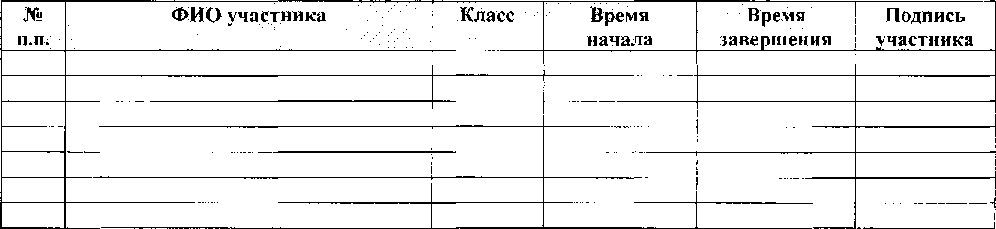 № ФИО участника Класс Время Время Подпись
п.п. начала завершения участника